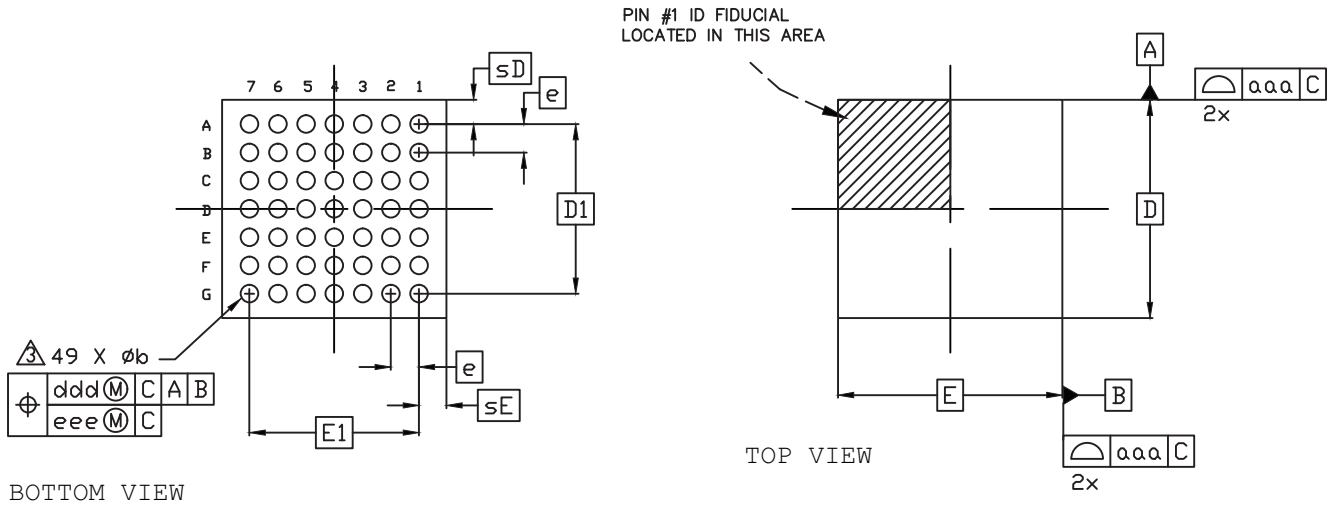 PIN #1 ID FIDUCIAL
LOCATED IN THIS AREA
sD
e
7 6 5 4 3 2 1
A
B
C
D
E
F
G
D1
3 49 X Øb
ddd Ⓜ C A B
eee Ⓜ C
e
sE
E1
BOTTOM VIEW
A
aaa C
2x
D
E
B
aaa C
2x
TOP VIEW